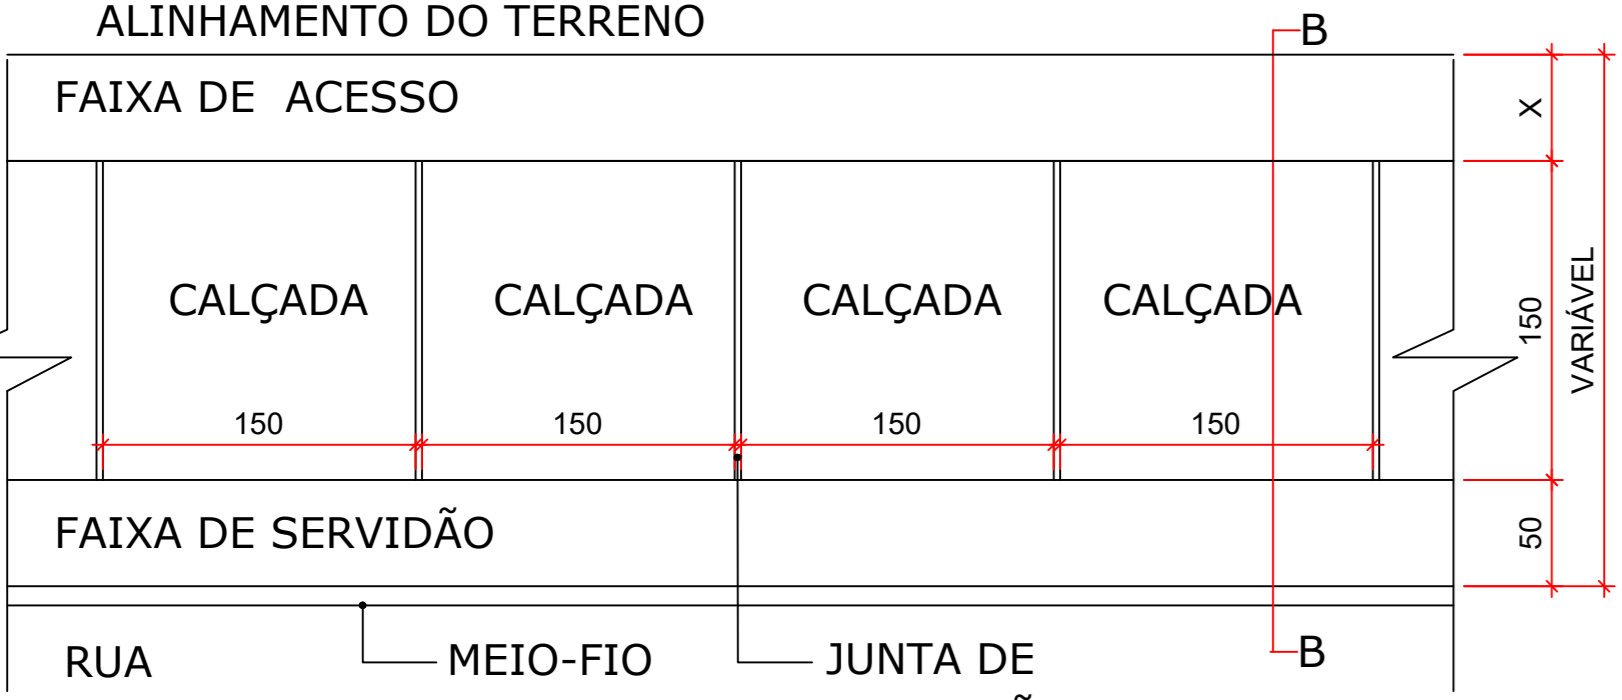 ALINHAMENTO DO TERRENO
B
FAIXA DE ACESSO
X
CALÇADA CALÇADA CALÇADA CALÇADA
150
VARIÁVEL
150 150 150 150
FAIXA DE SERVIDÃO
50
RUA
MEIO-FIO
JUNTA DE
B